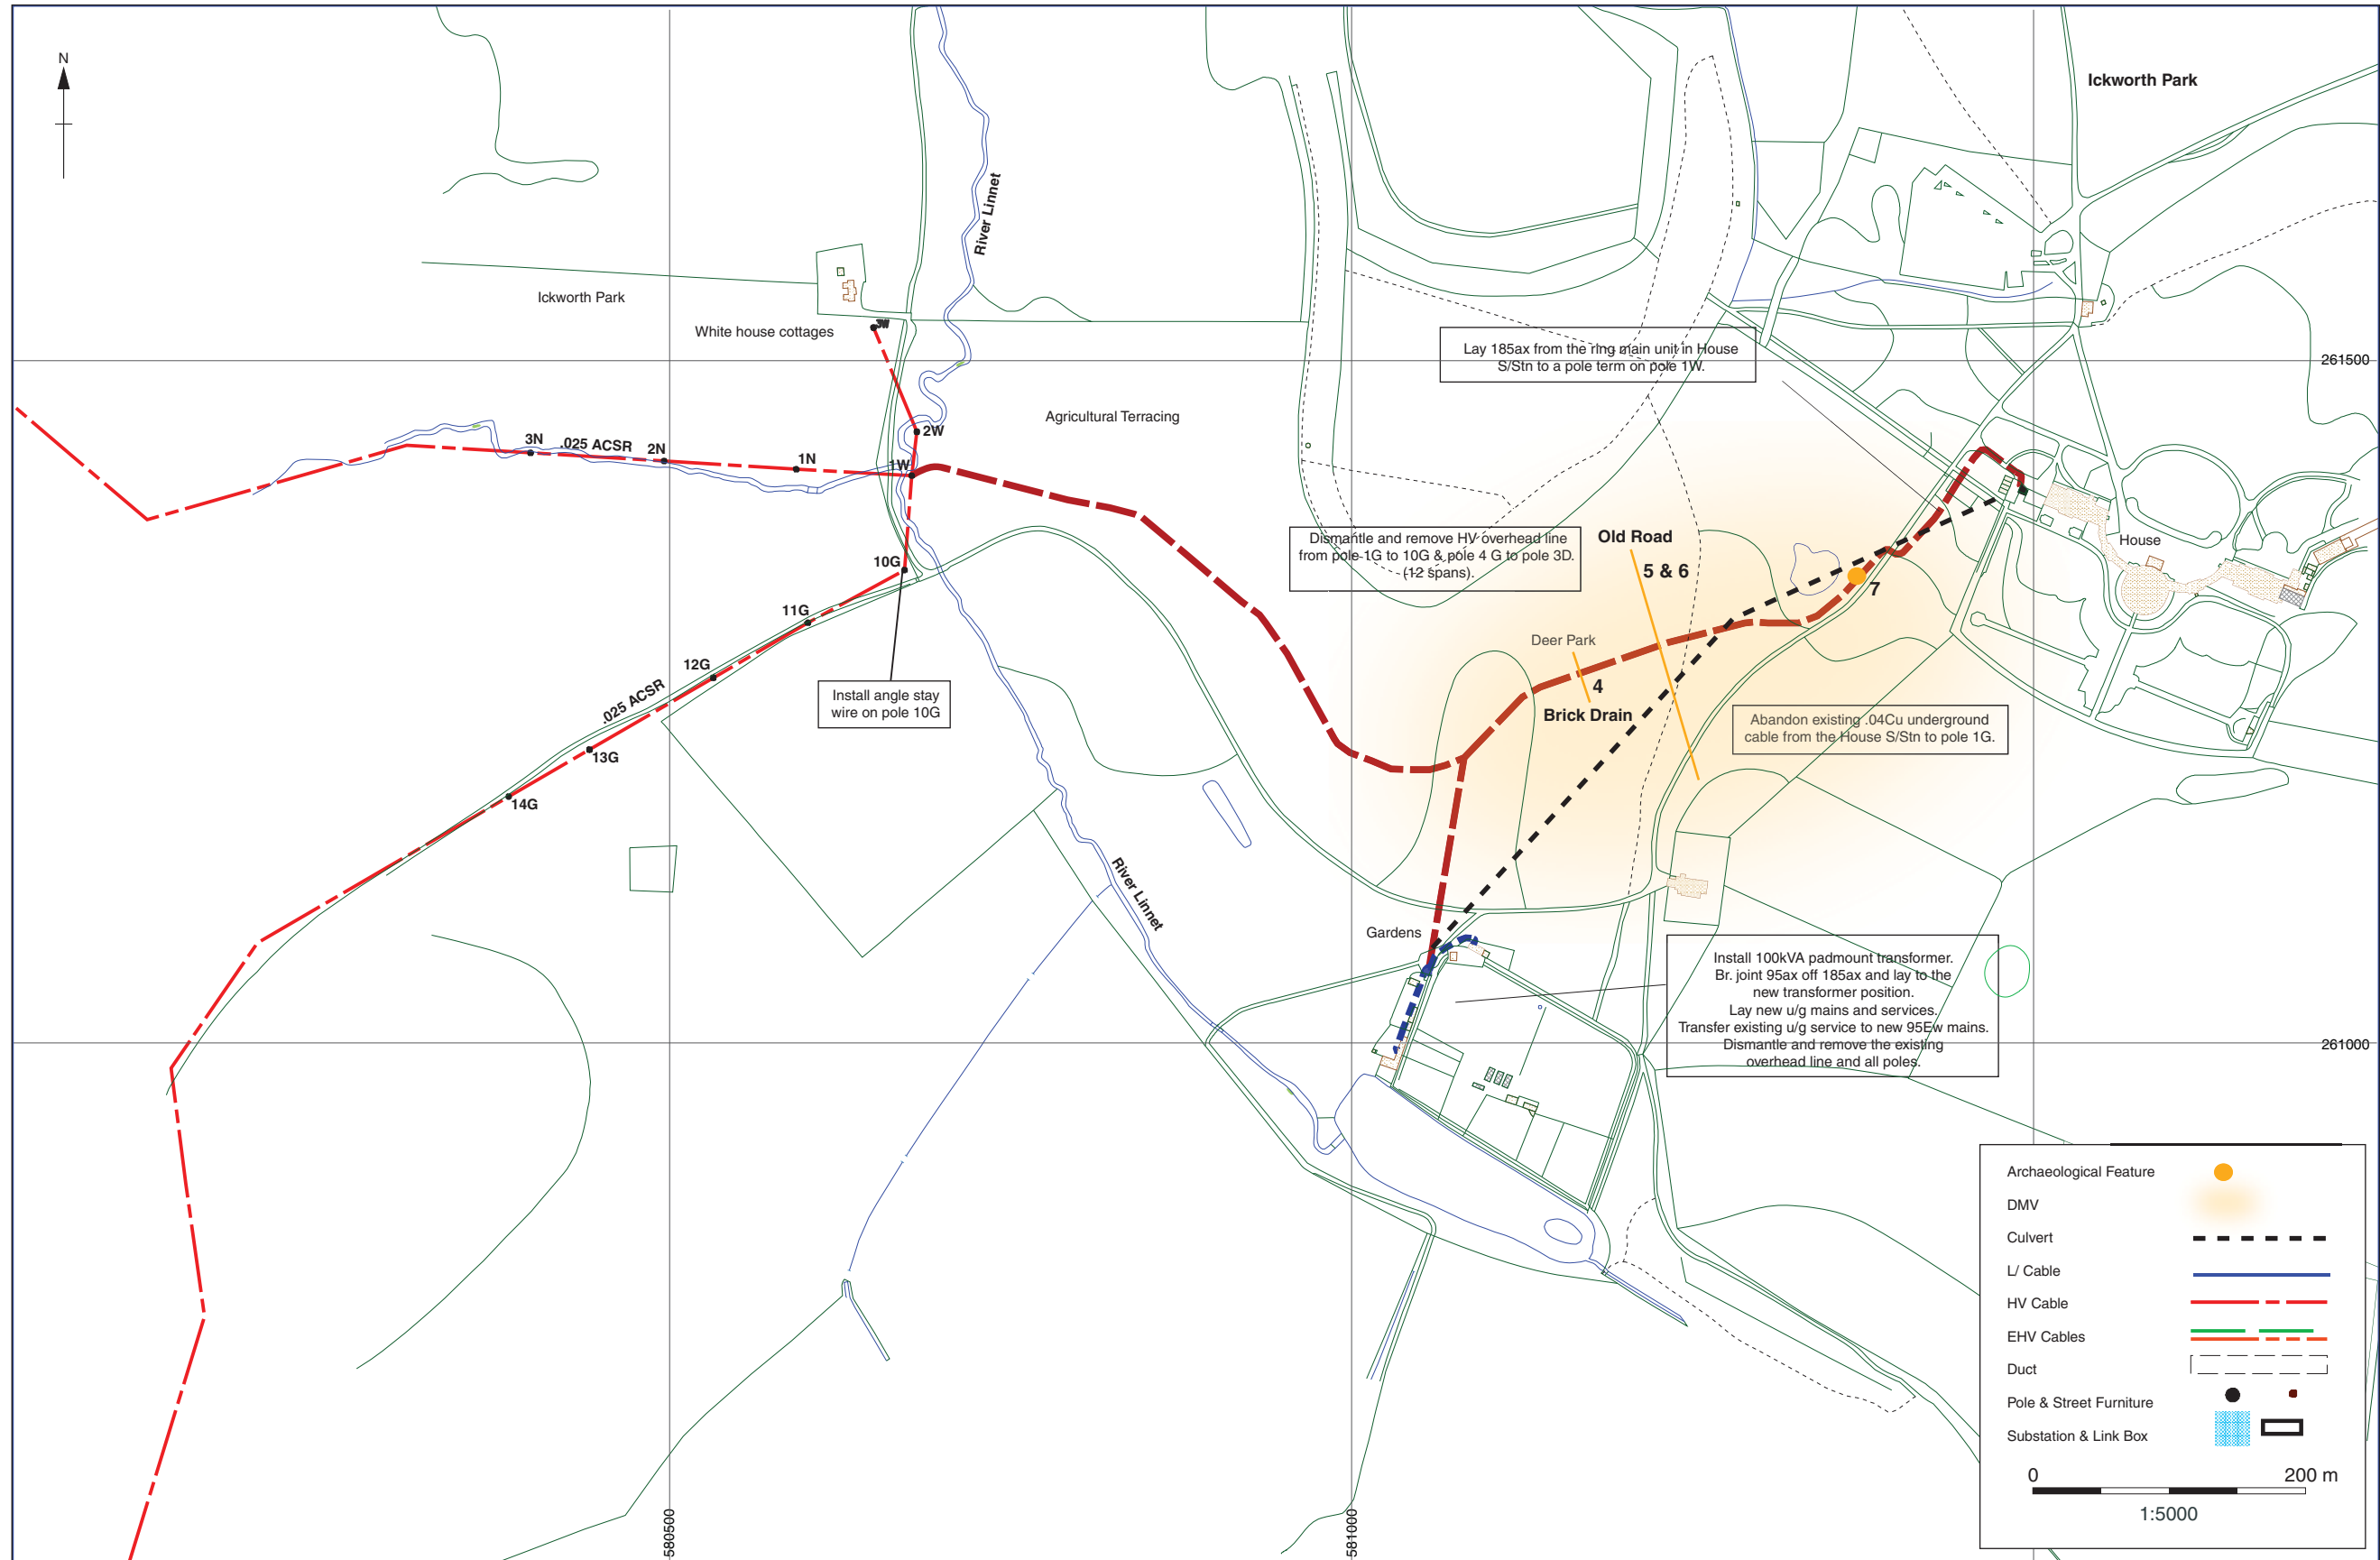 N
Ickworth Park
River Linnet
Ickworth Park
White house cottages
3W
Lay 185ax from the ring main unit in House
S/Stn to a pole term on pole 1W.
261500
Agricultural Terracing
2W
3N
.025 ACSR
2N
1N
1W
Dismantle and remove HV overhead line
from pole 1G to 10G & pole 4 G to pole 3D.
(12 spans).
Old Road
5 & 6
House
10G
7
11G
Deer Park
4
12G
.025 ACSR
Install angle stay
wire on pole 10G
Brick Drain
Abandon existing .04Cu underground
cable from the House S/Stn to pole 1G.
13G
14G
River Linnet
Gardens
Install 100kVA padmount transformer.
Br. joint 95ax off 185ax and lay to the
new transformer position.
Lay new u/g mains and services.
Transfer existing u/g service to new 95Ew mains.
Dismantle and remove the existing
overhead line and all poles.
261000
Archaeological Feature
DMV
Culvert
L/ Cable
HV Cable
EHV Cables
Duct
Pole & Street Furniture
Substation & Link Box
0 200 m
1:5000
580500
581000